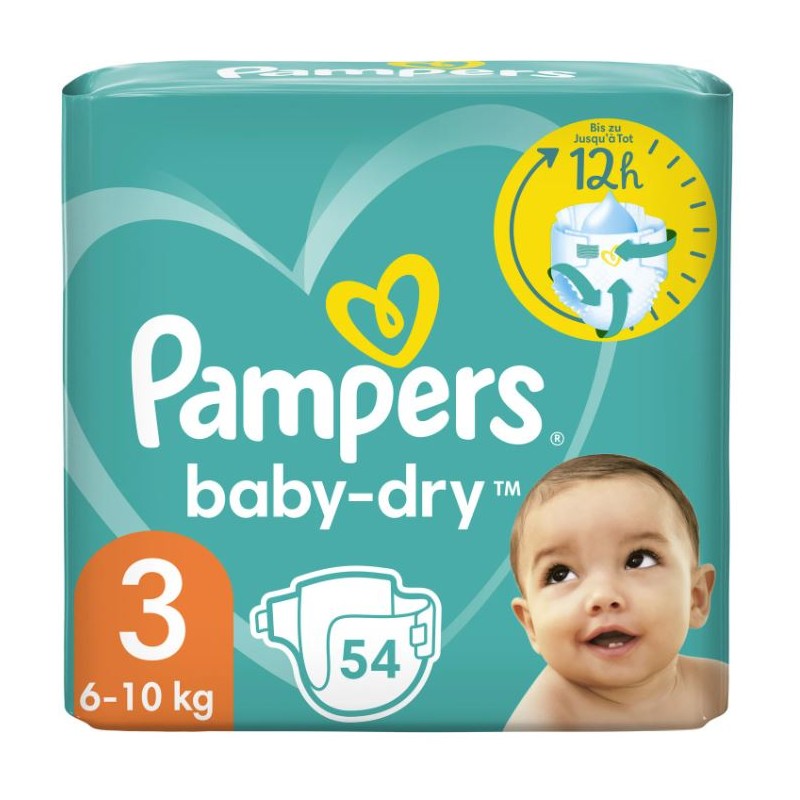 Pampers
Bis zu
Jusqu'à Tot
12h
Pampers®
baby-dry™
3
6-10 kg
54